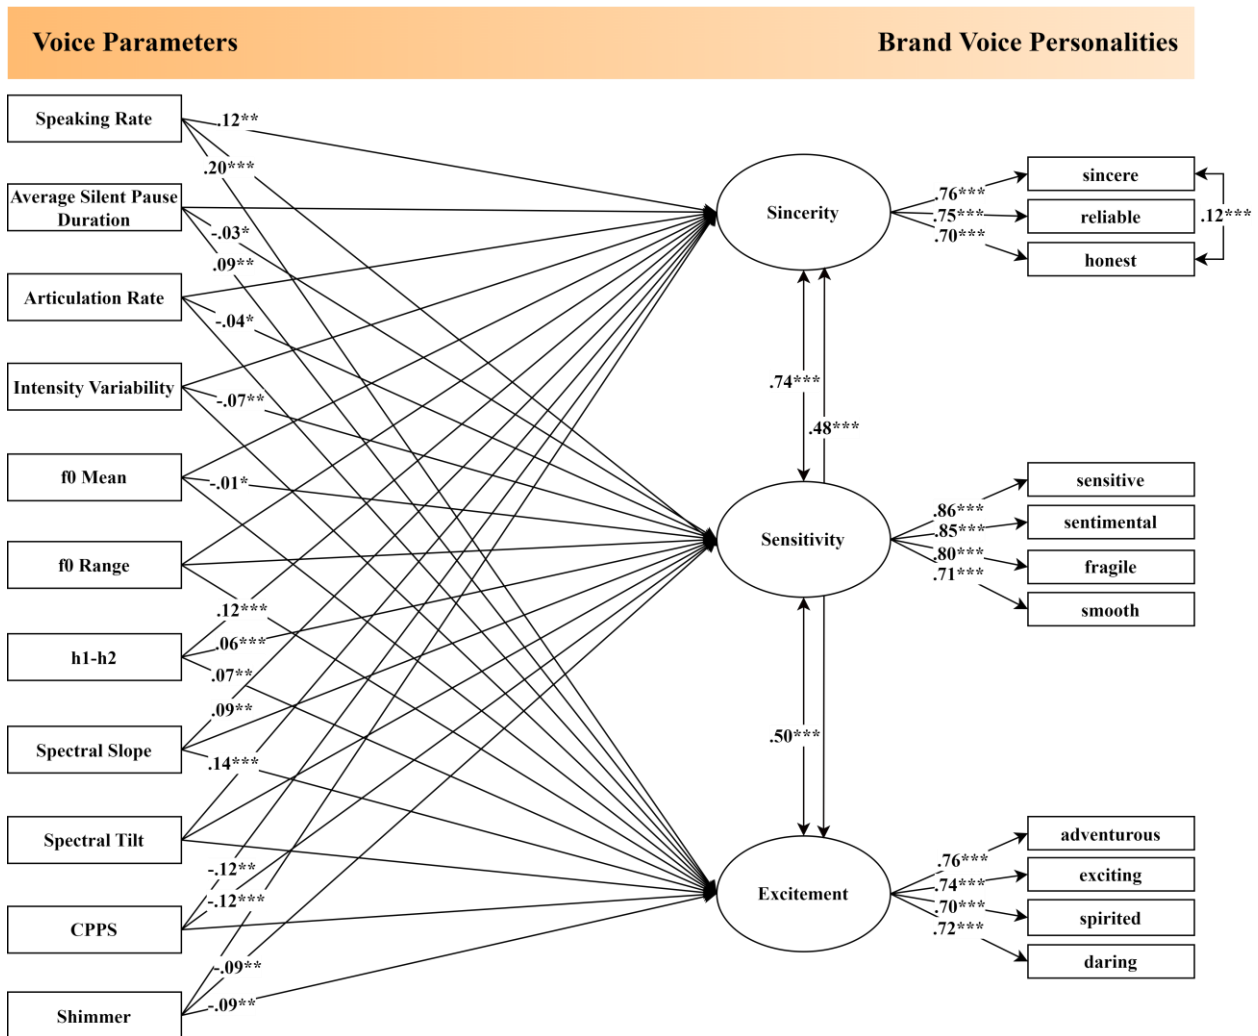 Voice Parameters
Brand Voice Personalities
Speaking Rate
.12**
.20***
Average Silent Pause
Duration
-.03*
.09**
Articulation Rate
-.04*
Intensity Variability
-.07**
f0 Mean
-.01*
f0 Range
.12***
h1-h2
.06***
.07**
.09**
Spectral Slope
.14***
Spectral Tilt
-.12**
-.12***
CPPS
-.09**
-.09**
Shimmer
Sincerity
.74***
.48***
Sensitivity
.50***
Excitement
.76***
.75***
.70***
sincere
reliable
honest
.12***
.86***
.85***
.80***
.71***
sensitive
sentimental
fragile
smooth
.76***
.74***
.70***
.72***
adventurous
exciting
spirited
daring